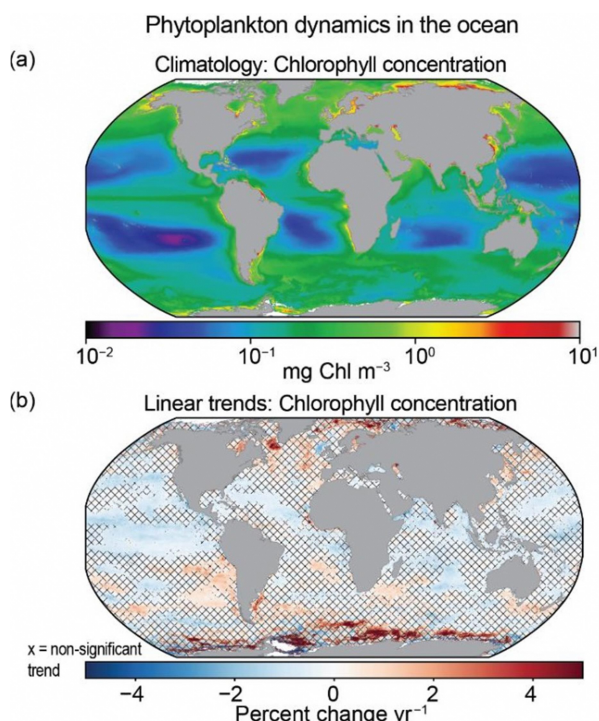 Phytoplankton dynamics in the ocean
(a)
Climatology: Chlorophyll concentration
10⁻² 10⁻¹ 10⁰ 10¹
mg Chl m⁻³
(b)
Linear trends: Chlorophyll concentration
x = non-significant
trend
−4 −2 0 2 4
Percent change yr⁻¹